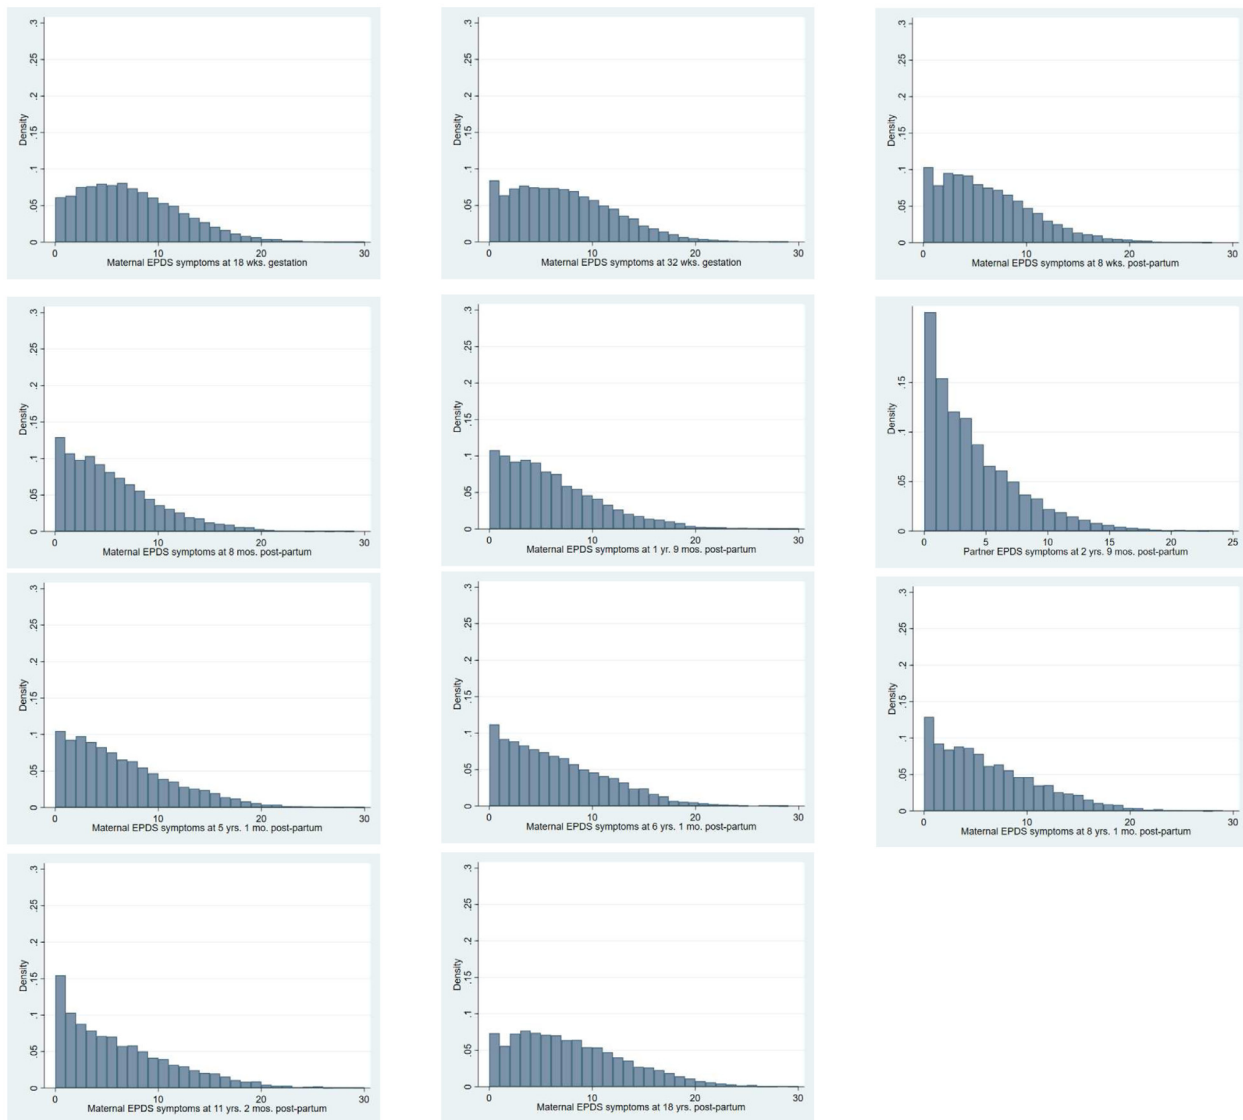 .3
.25
.2
.15
.1
.05
0
Density
0 10 20 30
Maternal EPDS symptoms at 18 wks. gestation
.3
.25
.2
.15
.1
.05
0
Density
0 10 20 30
Maternal EPDS symptoms at 32 wks. gestation
.3
.25
.2
.15
.1
.05
0
Density
0 10 20 30
Maternal EPDS symptoms at 8 wks. post-partum
.3
.25
.2
.15
.1
.05
0
Density
0 10 20 30
Maternal EPDS symptoms at 8 mos. post-partum
.3
.25
.2
.15
.1
.05
0
Density
0 10 20 30
Maternal EPDS symptoms at 1 yr. 9 mos. post-partum
.15
.1
.05
0
Density
0 5 10 15 20 25
Partner EPDS symptoms at 2 yrs. 9 mos. post-partum
.3
.25
.2
.15
.1
.05
0
Density
0 10 20 30
Maternal EPDS symptoms at 5 yrs. 1 mo. post-partum
.3
.25
.2
.15
.1
.05
0
Density
0 10 20 30
Maternal EPDS symptoms at 6 yrs. 1 mo. post-partum
.3
.25
.2
.15
.1
.05
0
Density
0 10 20 30
Maternal EPDS symptoms at 8 yrs. 1 mo. post-partum
.3
.25
.2
.15
.1
.05
0
Density
0 10 20 30
Maternal EPDS symptoms at 11 yrs. 2 mos. post-partum
.3
.25
.2
.15
.1
.05
0
Density
0 10 20 30
Maternal EPDS symptoms at 18 yrs. post-partum